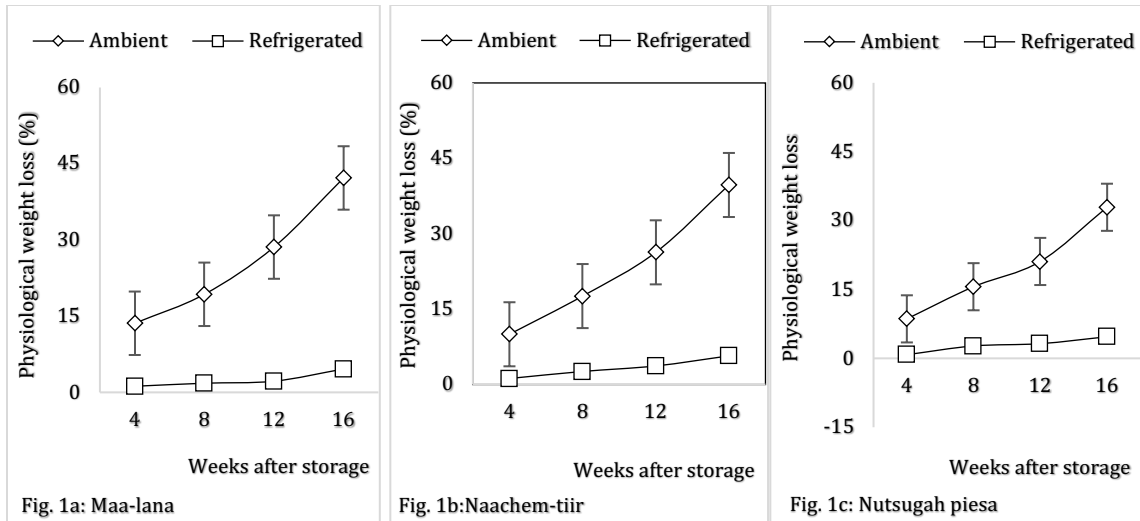 Ambient Refrigerated
Physiological weight loss (%)
60
45
30
15
0
4 8 12 16
Weeks after storage
Fig. 1a: Maa-lana
Ambient Refrigerated
Physiological weight loss (%)
60
45
30
15
0
4 8 12 16
Weeks after storage
Fig. 1b:Naachem-tiir
Ambient Refrigerated
Physiological weight loss
60
45
30
15
0
-15
4 8 12 16
Weeks after storage
Fig. 1c: Nutsugah piesa